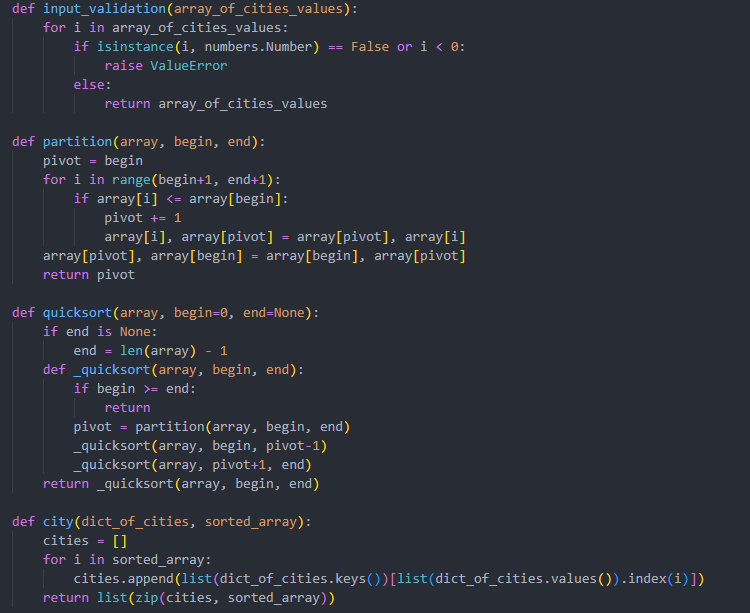 def input_validation(array_of_cities_values):
    for i in array_of_cities_values:
        if isinstance(i, numbers.Number) == False or i < 0:
            raise ValueError
        else:
            return array_of_cities_values

def partition(array, begin, end):
    pivot = begin
    for i in range(begin+1, end+1):
        if array[i] <= array[begin]:
            pivot += 1
            array[i], array[pivot] = array[pivot], array[i]
    array[pivot], array[begin] = array[begin], array[pivot]
    return pivot

def quicksort(array, begin=0, end=None):
    if end is None:
        end = len(array) - 1
    def _quicksort(array, begin, end):
        if begin >= end:
            return
        pivot = partition(array, begin, end)
        _quicksort(array, begin, pivot-1)
        _quicksort(array, pivot+1, end)
    return _quicksort(array, begin, end)

def city(dict_of_cities, sorted_array):
    cities = []
    for i in sorted_array:
        cities.append(list(dict_of_cities.keys())[list(dict_of_cities.values()).index(i)])
    return list(zip(cities, sorted_array))